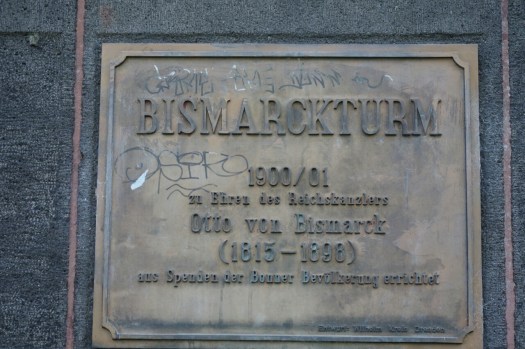 BISMARCKTURM
1900/01
zu Ehren des Reichskanzlers
Otto von Bismarck
(1815–1898)
aus Spenden der Bonner Bevölkerung errichtet